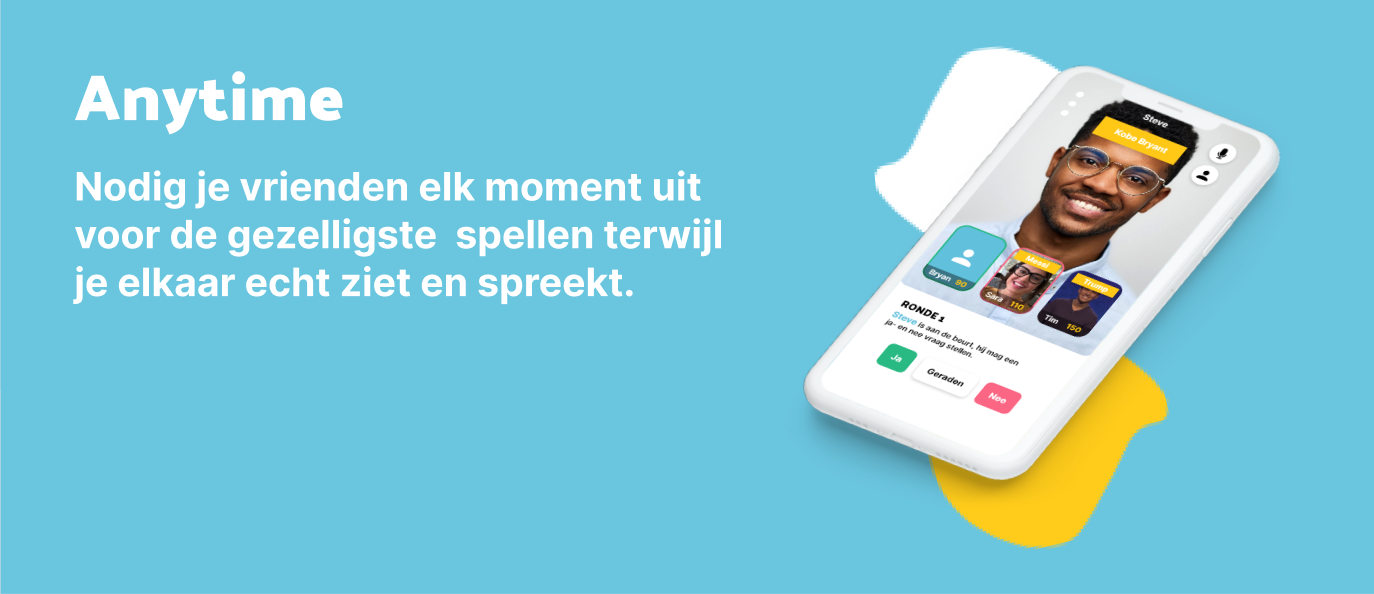 Anytime
Nodig je vrienden elk moment uit
voor de gezelligste  spellen terwijl
je elkaar echt ziet en spreekt.
Steve
Kobe Bryant
Bryan 90
Messi
Sara 110
Trump
Tim 150
RONDE 1
Steve is aan de beurt, hij mag een
ja- en nee vraag stellen.
Ja
Geraden
Nee